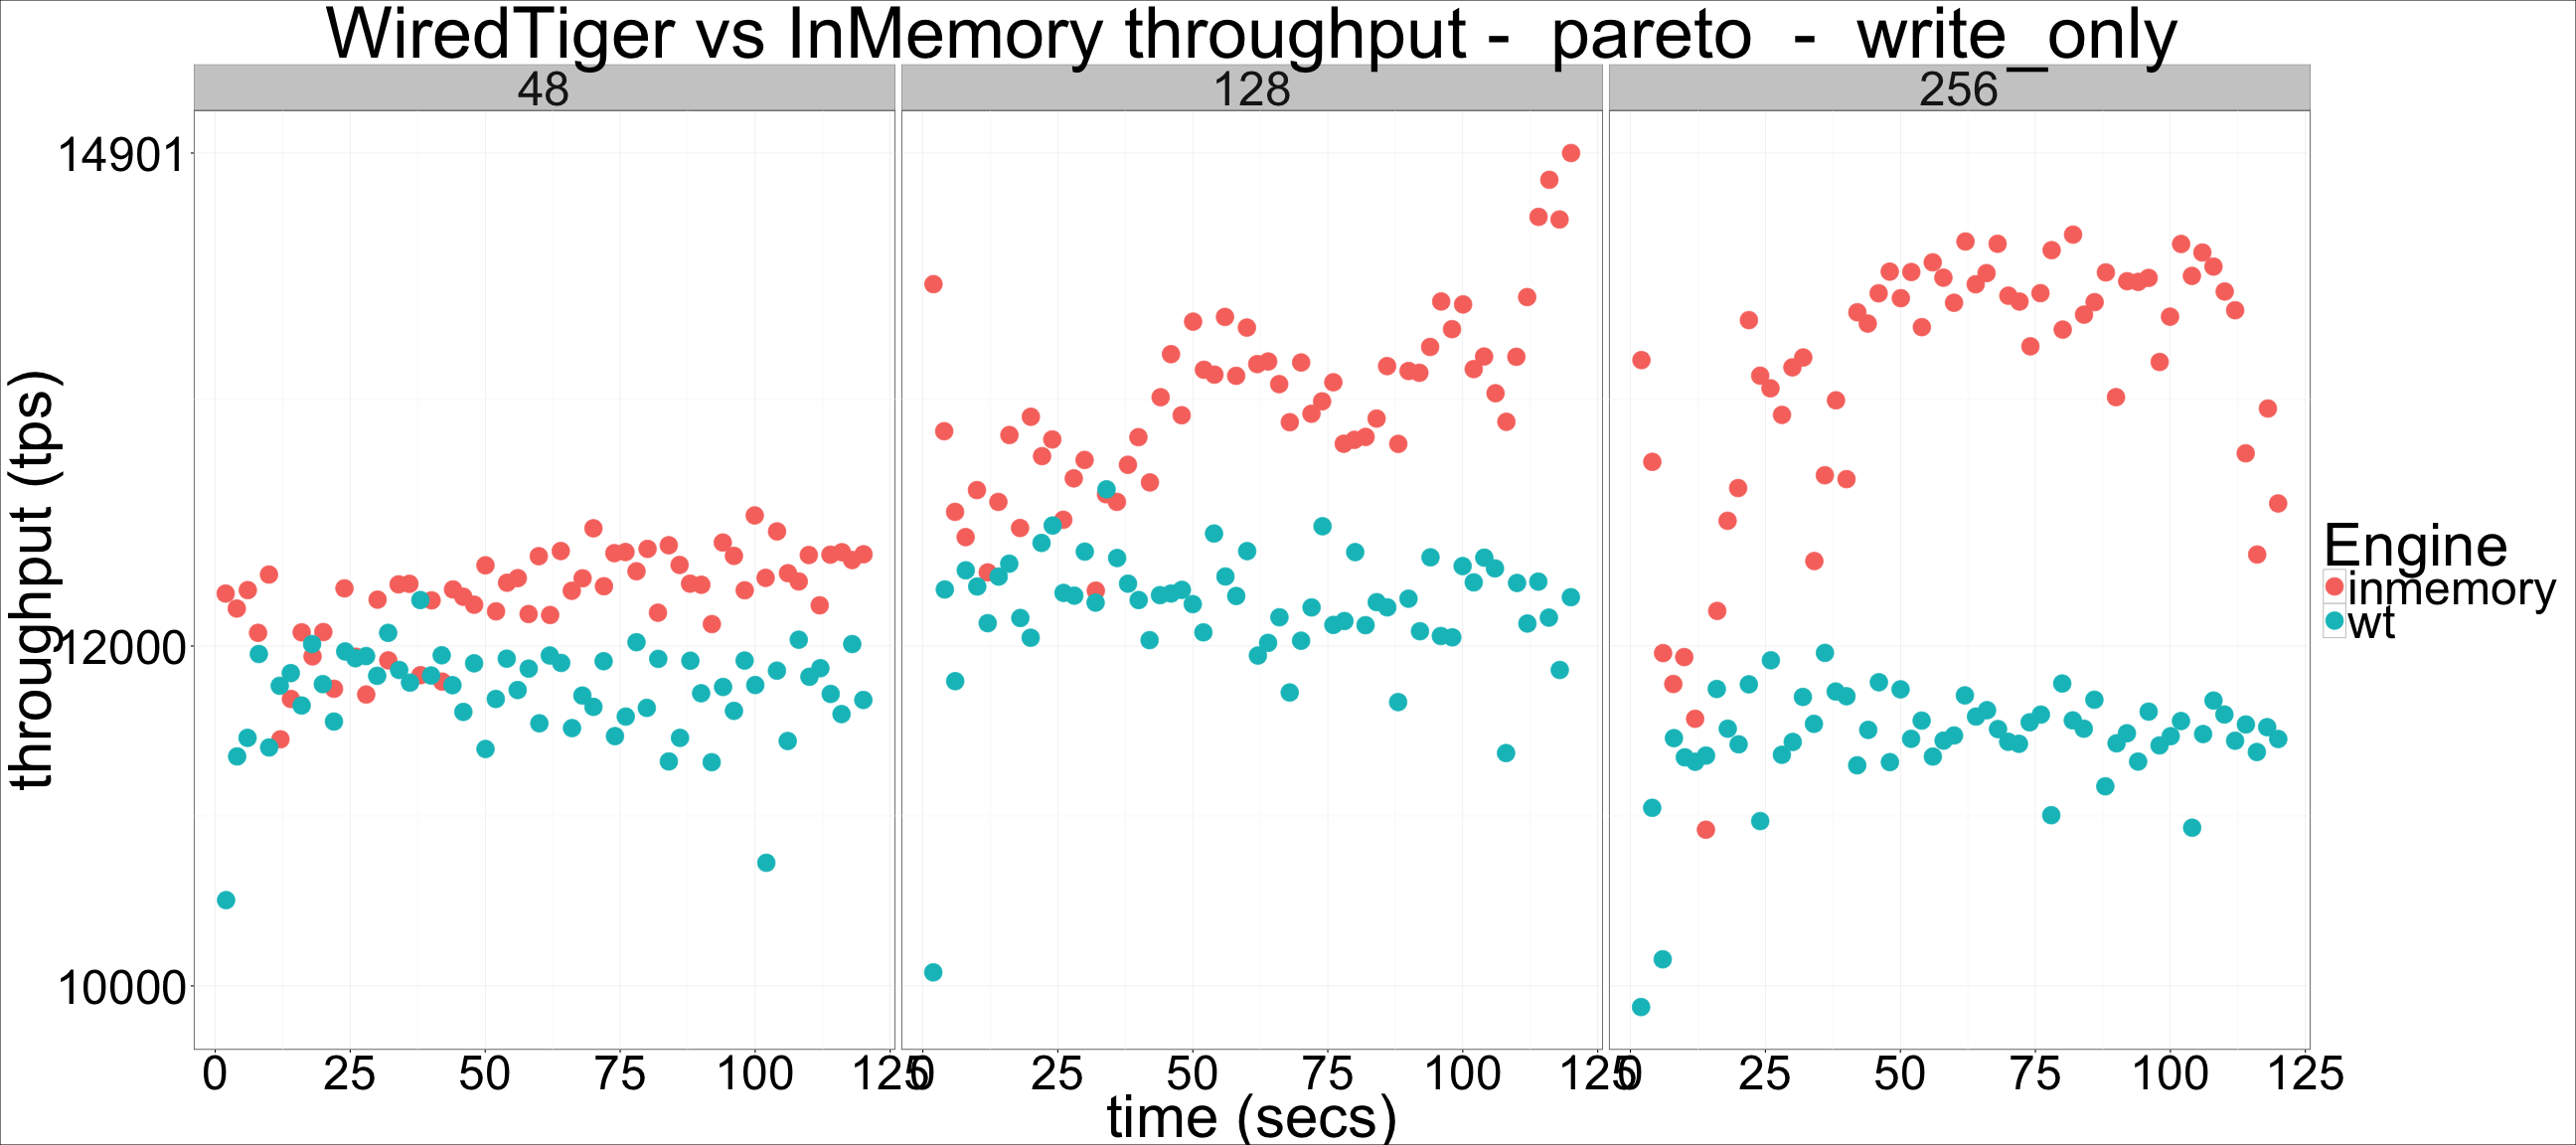 WiredTiger vs InMemory throughput - pareto - write_only
48 128 256
throughput (tps)
14901
12000
10000
0 25 50 75 100 125 0 25 50 75 100 125 0 25 50 75 100 125
time (secs)
Engine
inmemory
wt